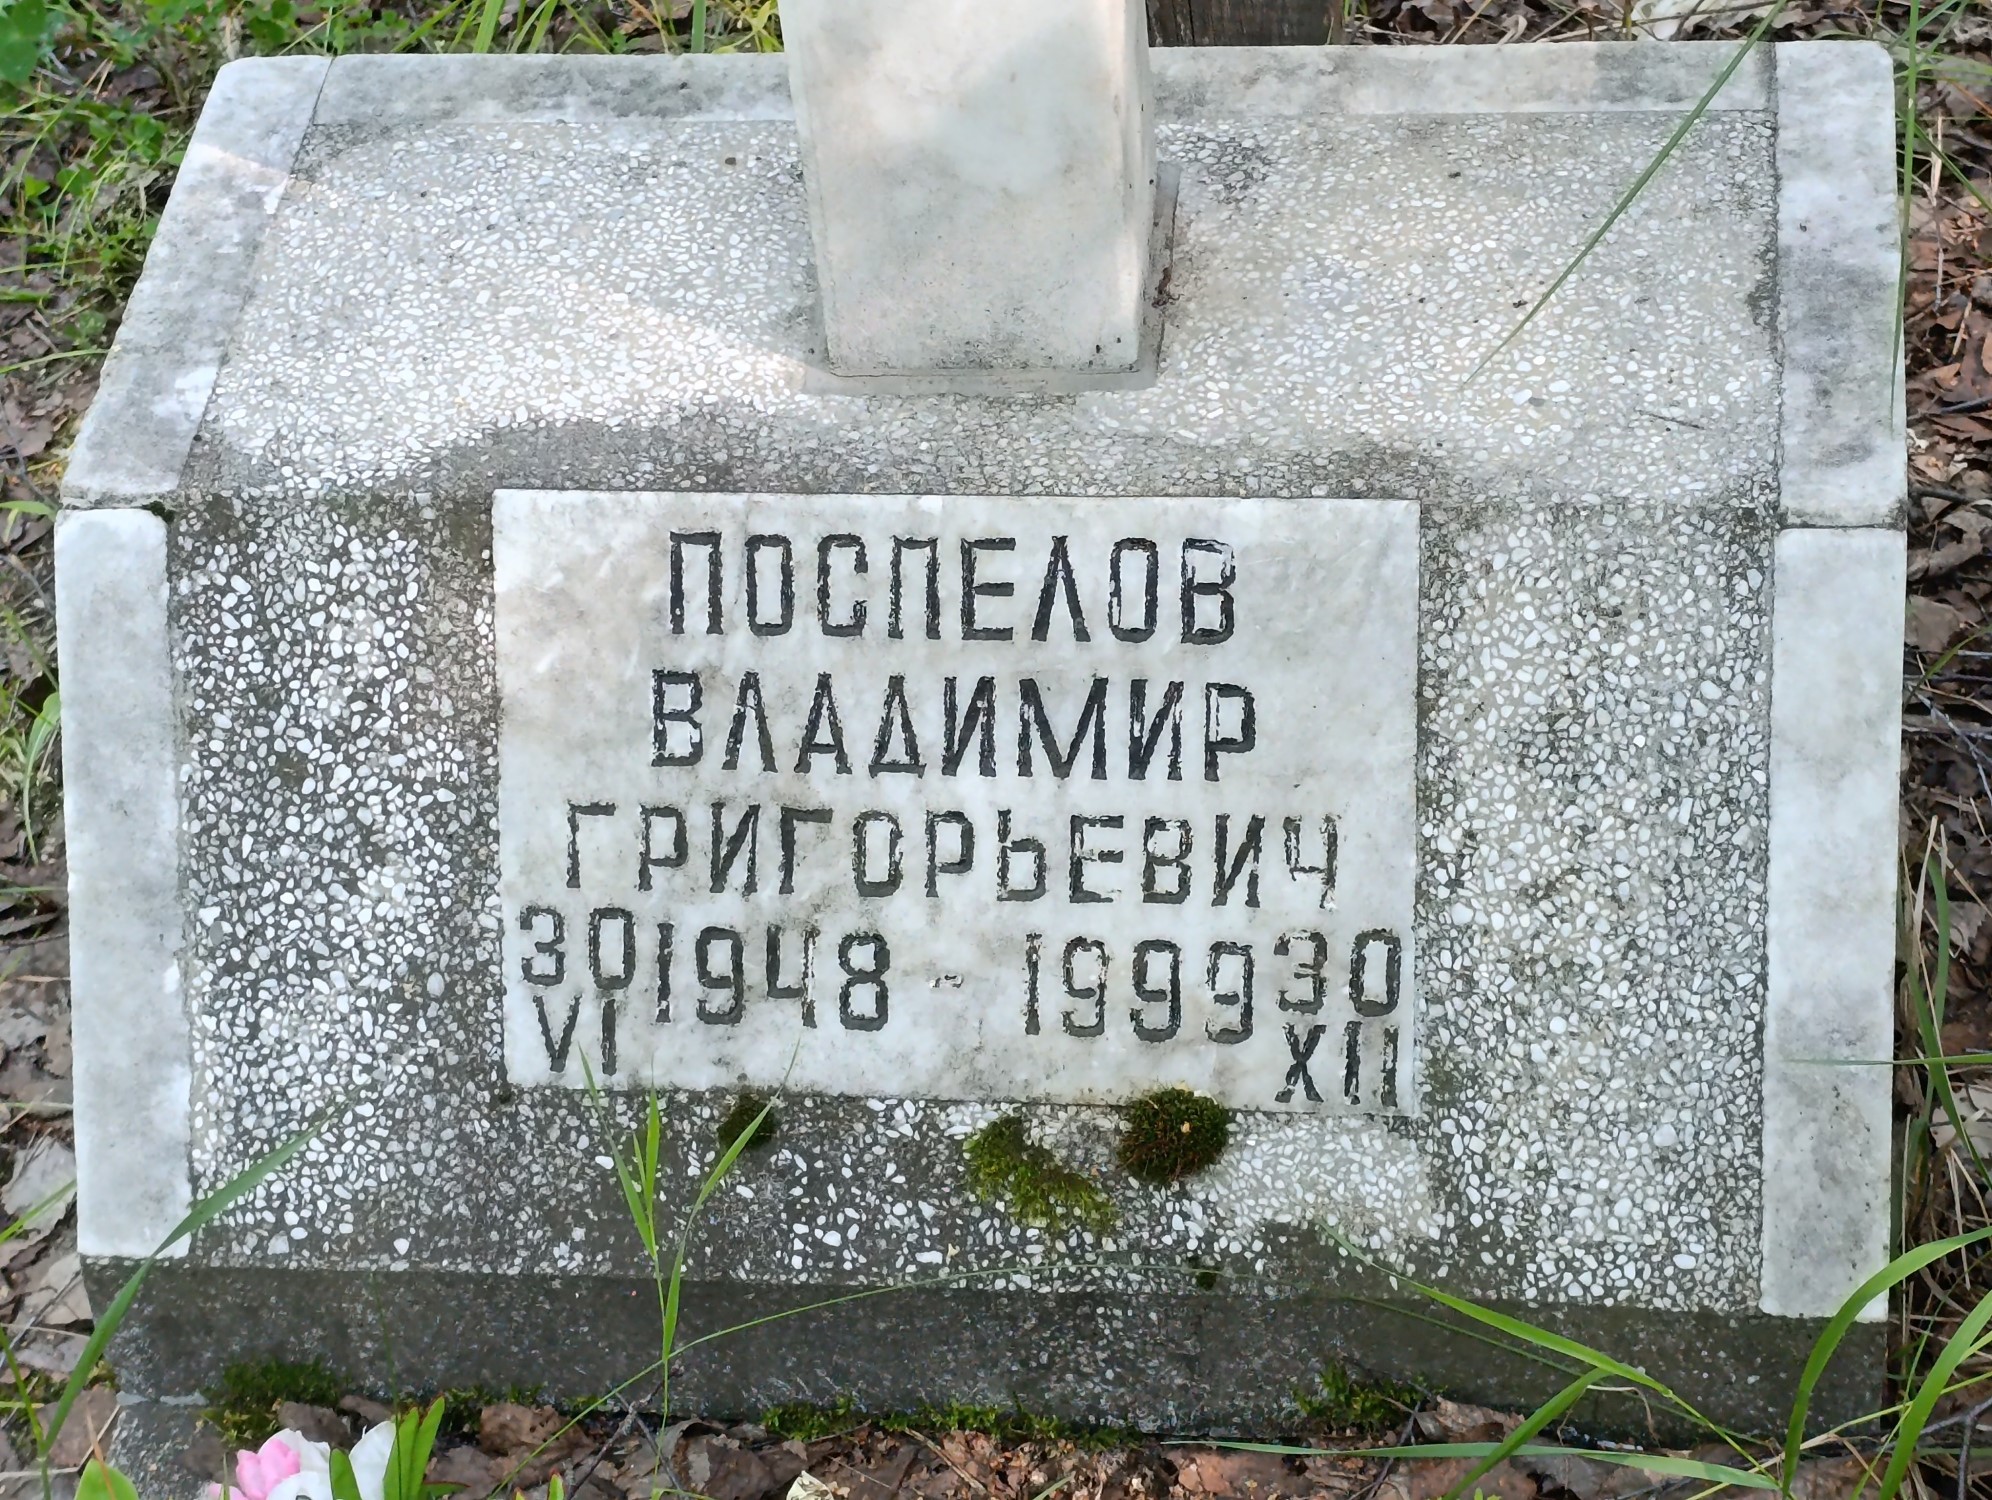 ПОСПЕЛОВ
ВЛАДИМИР
ГРИГОРЬЕВИЧ
30 1948 - 1999 30
VI XII